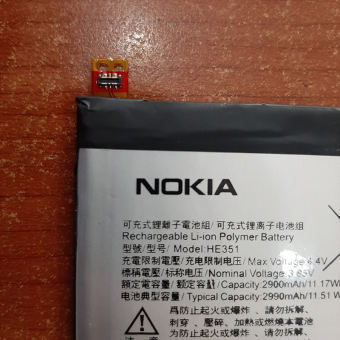 NOKIA
可充式鋰離子電池組/ 可充式锂离子电池组
Rechargeable Li-ion Polymer Battery
型號/型号/ Model:HE351
充電限制電壓/充电限制电压/ Max Voltage 4.4V
標稱電壓/标称电压/ Nominal Voltage 3.85V
額定容量/额定容量/Capacity:2900mAh/11.17Wh
电池典型容量/Typical Capacity:2990mAh/11.51 W
爲防止起火或爆炸 、請勿拆解、
刺穿 、壓碎、加熱或燃燒本電池
为防止起火或爆炸 、请勿拆解、
注 意